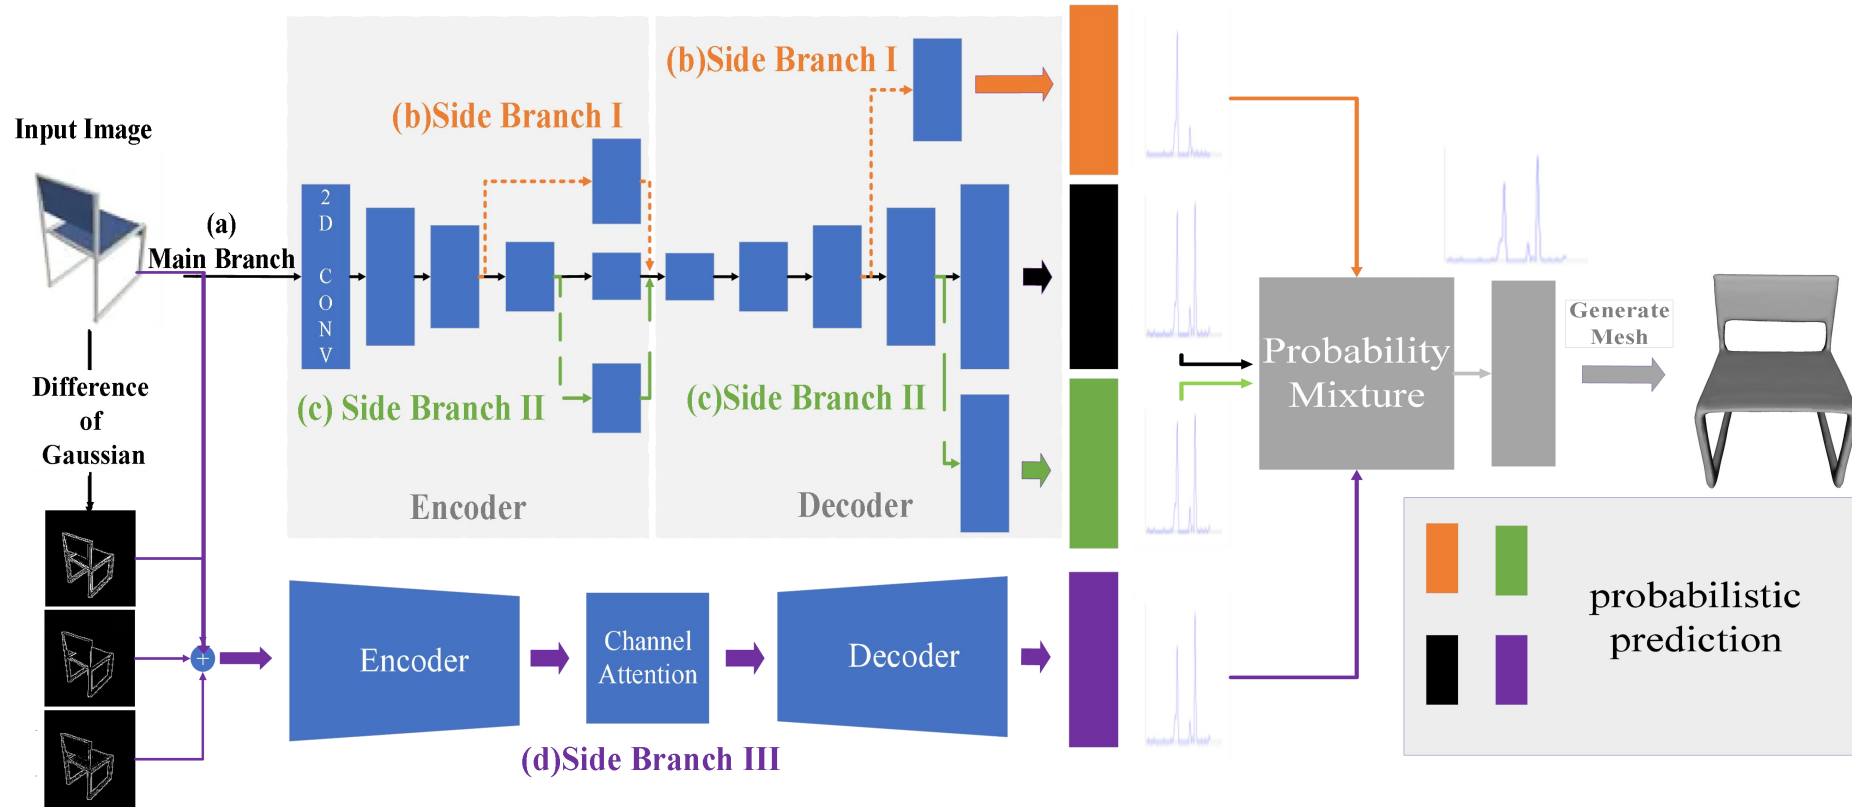 Input Image
(a)
Main Branch
Difference
of
Gaussian
2
D
C
O
N
V
(b)Side Branch I
(c) Side Branch II
Encoder
(b)Side Branch I
(c)Side Branch II
Decoder
+
Encoder
Channel
Attention
Decoder
(d)Side Branch III
Probability
Mixture
Generate
Mesh
probabilistic
prediction